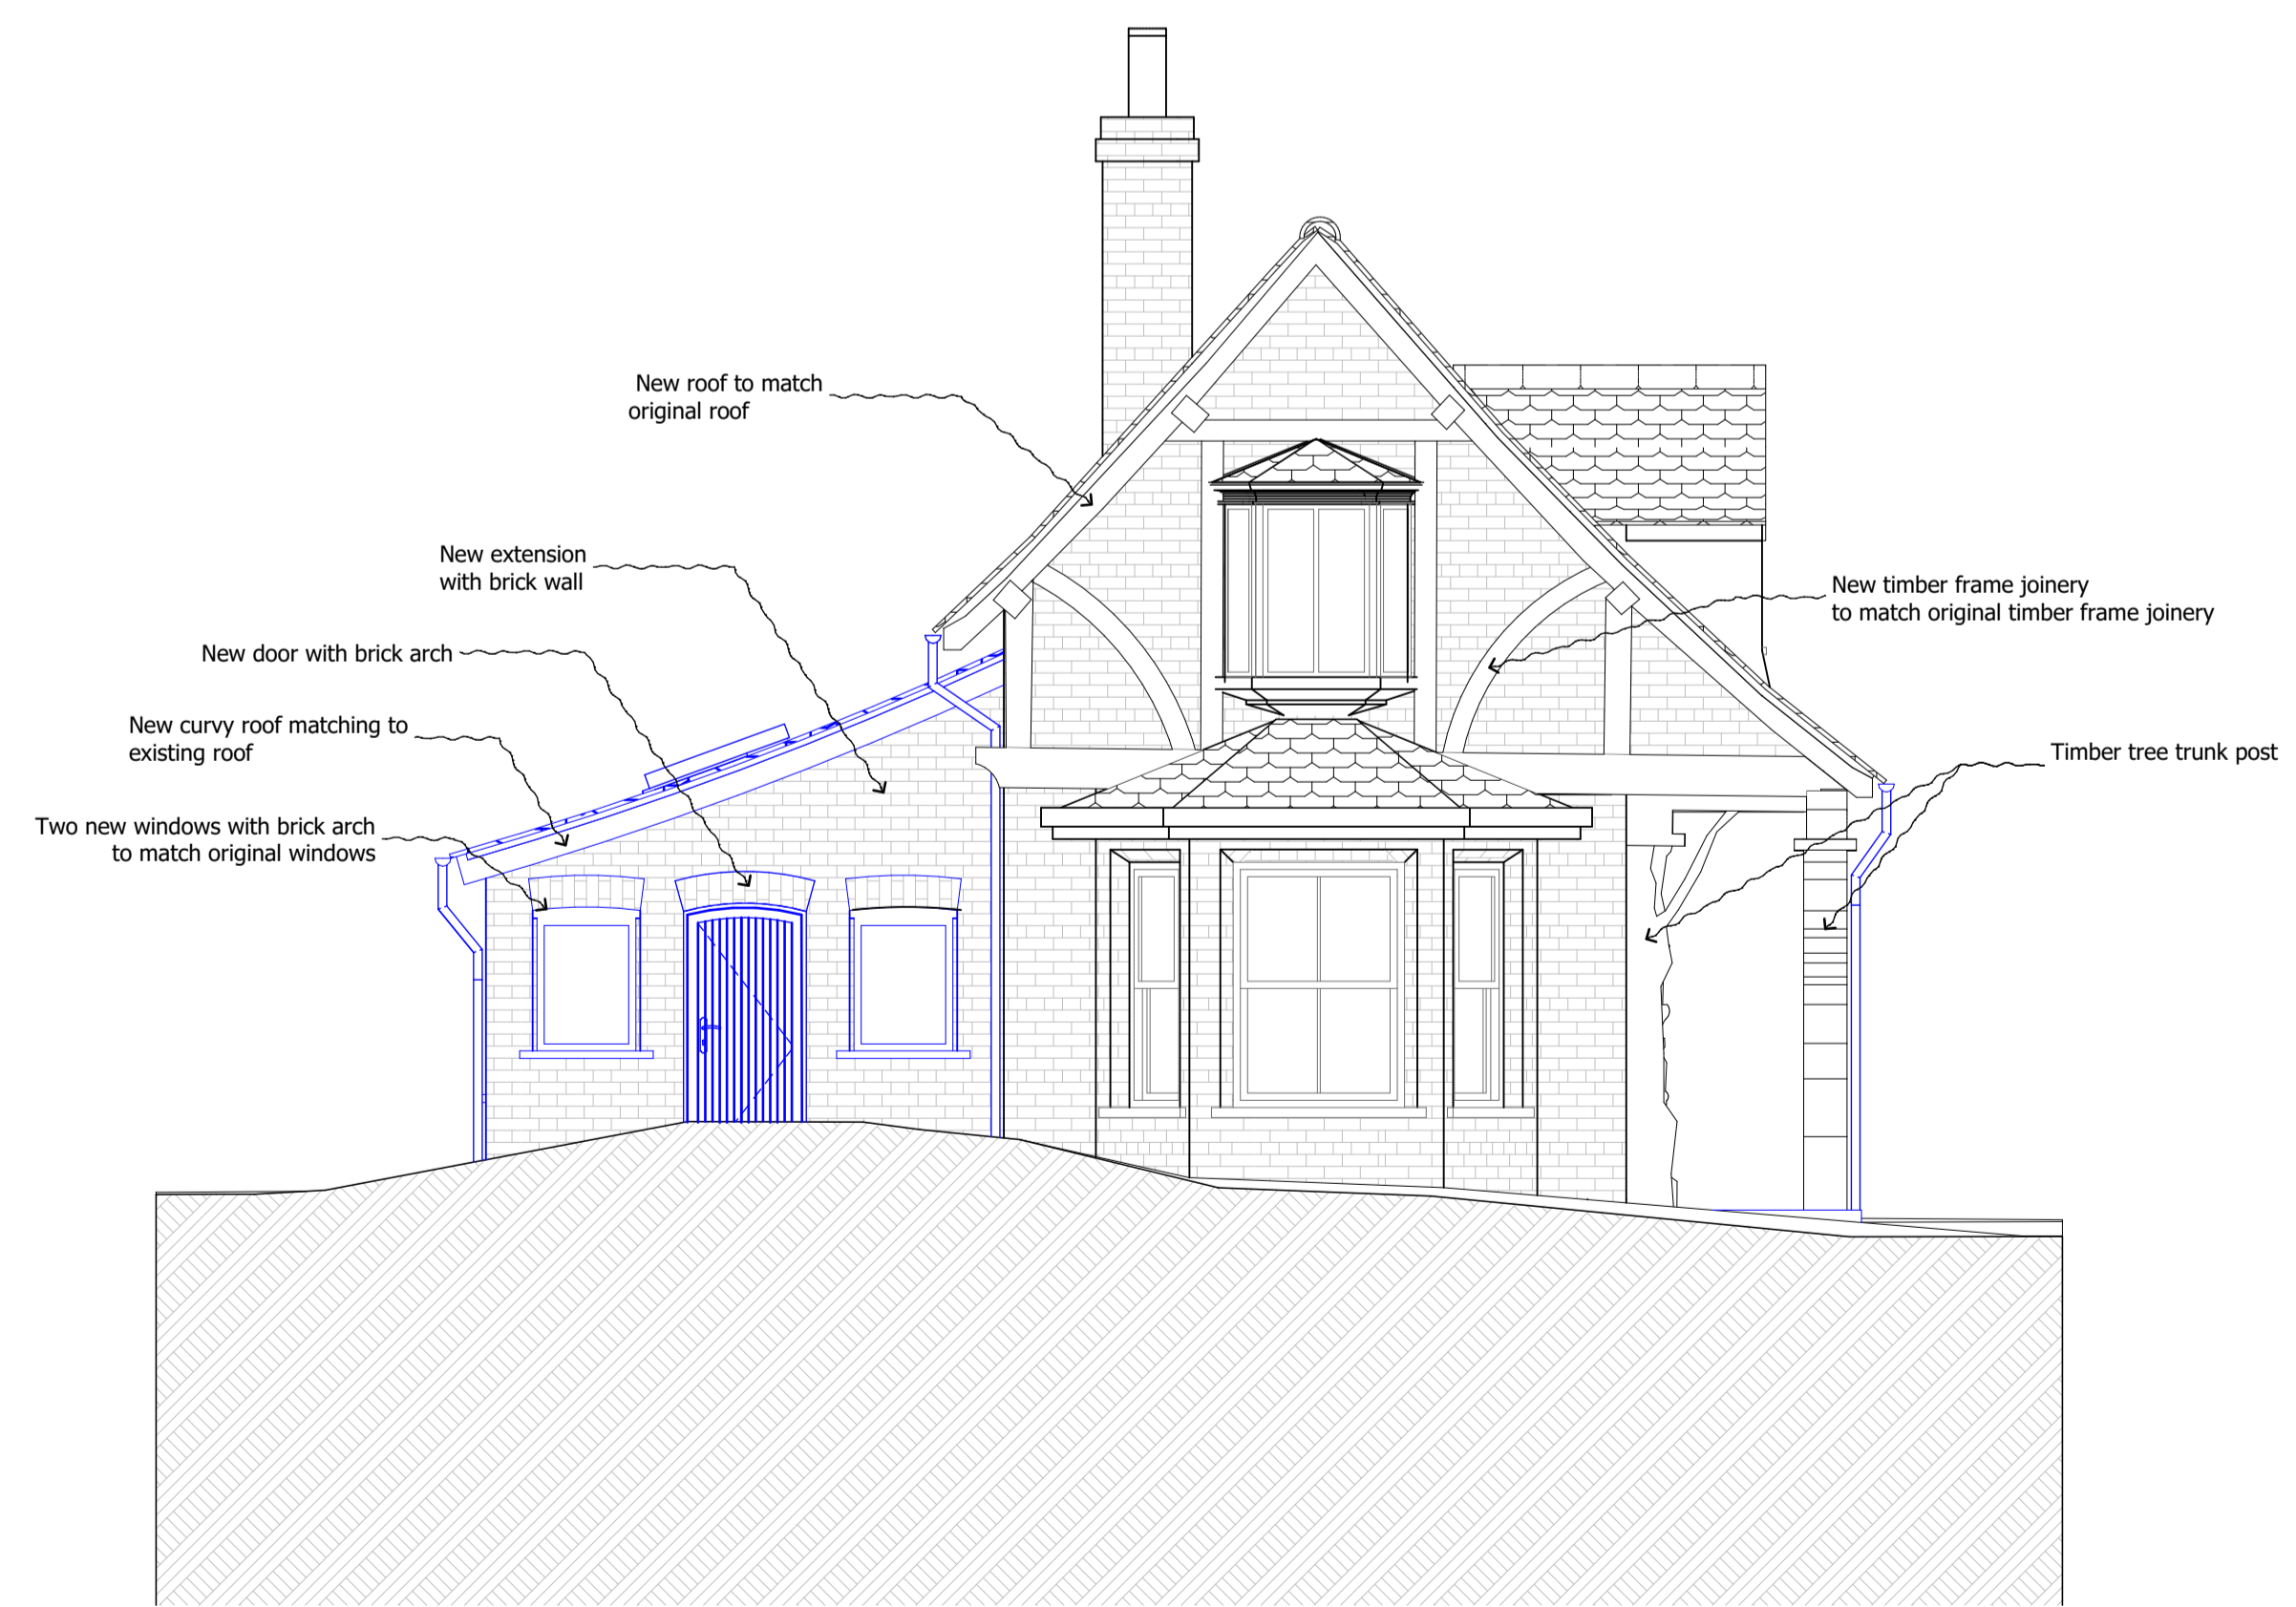 New roof to match
original roof
New extension
with brick wall
New timber frame joinery
to match original timber frame joinery
New door with brick arch
New curvy roof matching to
existing roof
Timber tree trunk post
Two new windows with brick arch
to match original windows